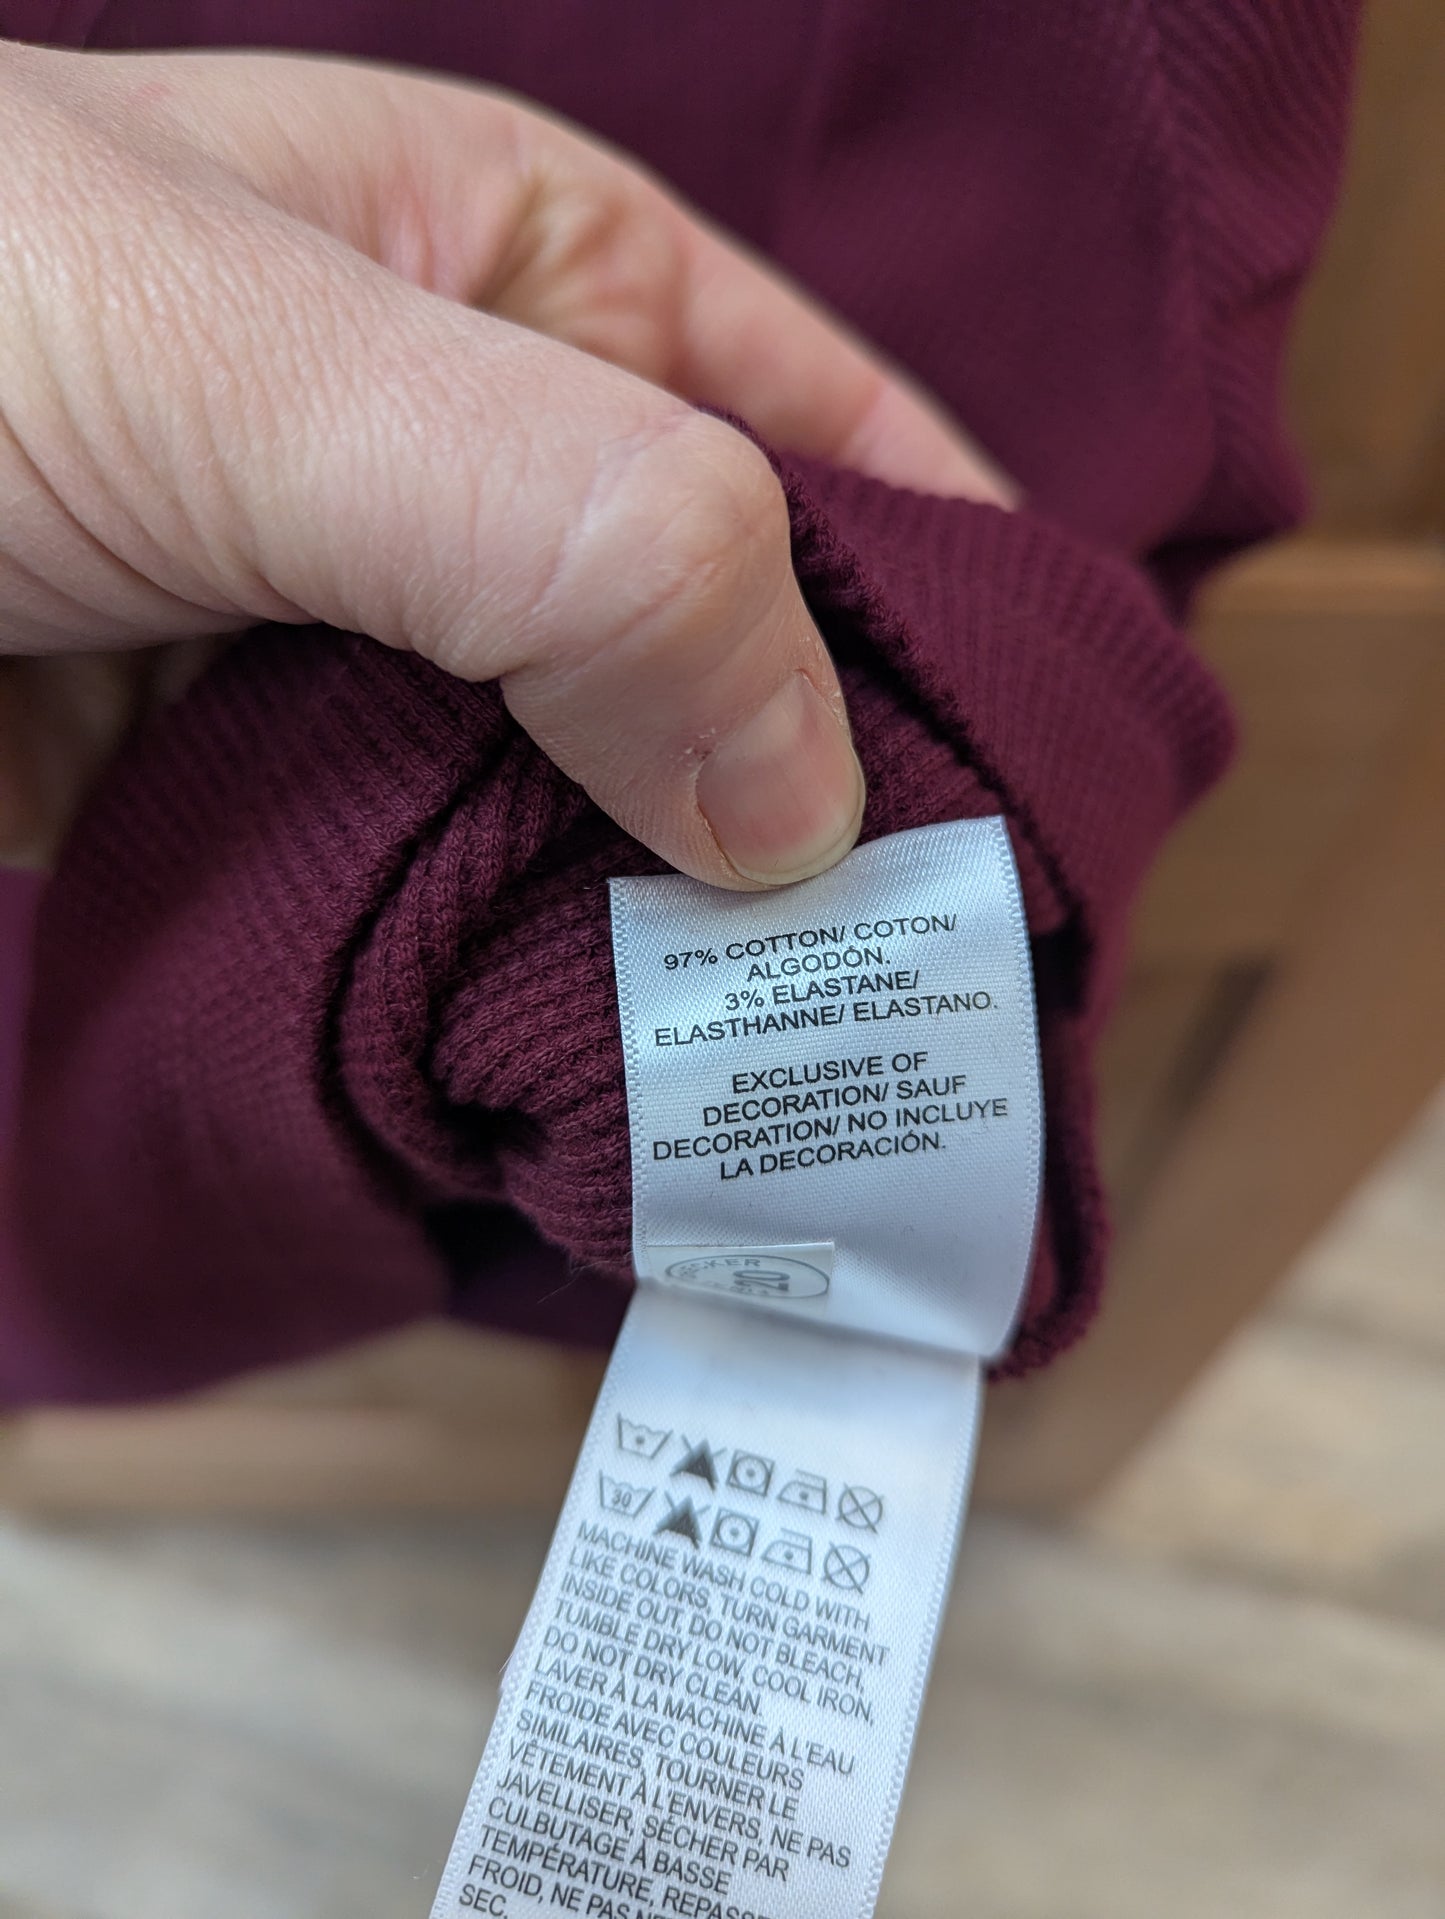 97% COTTON/ COTON/
ALGODÓN.
3% ELASTANE/
ELASTHANNE/ ELASTANO.
EXCLUSIVE OF
DECORATION/ SAUF
DECORATION/ NO INCLUYE
LA DECORACIÓN.
02
30
MACHINE WASH COLD WITH
LIKE COLORS, TURN GARMENT
INSIDE OUT, DO NOT BLEACH,
TUMBLE DRY LOW, COOL IRON,
DO NOT DRY CLEAN.
LAVER À LA MACHINE À L'EAU
FROIDE AVEC COULEURS
SIMILAIRES, TOURNER LE
VÊTEMENT À L'ENVERS, NE PAS
JAVELLISER, SÉCHER PAR
CULBUTAGE À BASSE
TEMPÉRATURE, REPASSE
FROID, NE PAS
SEC.